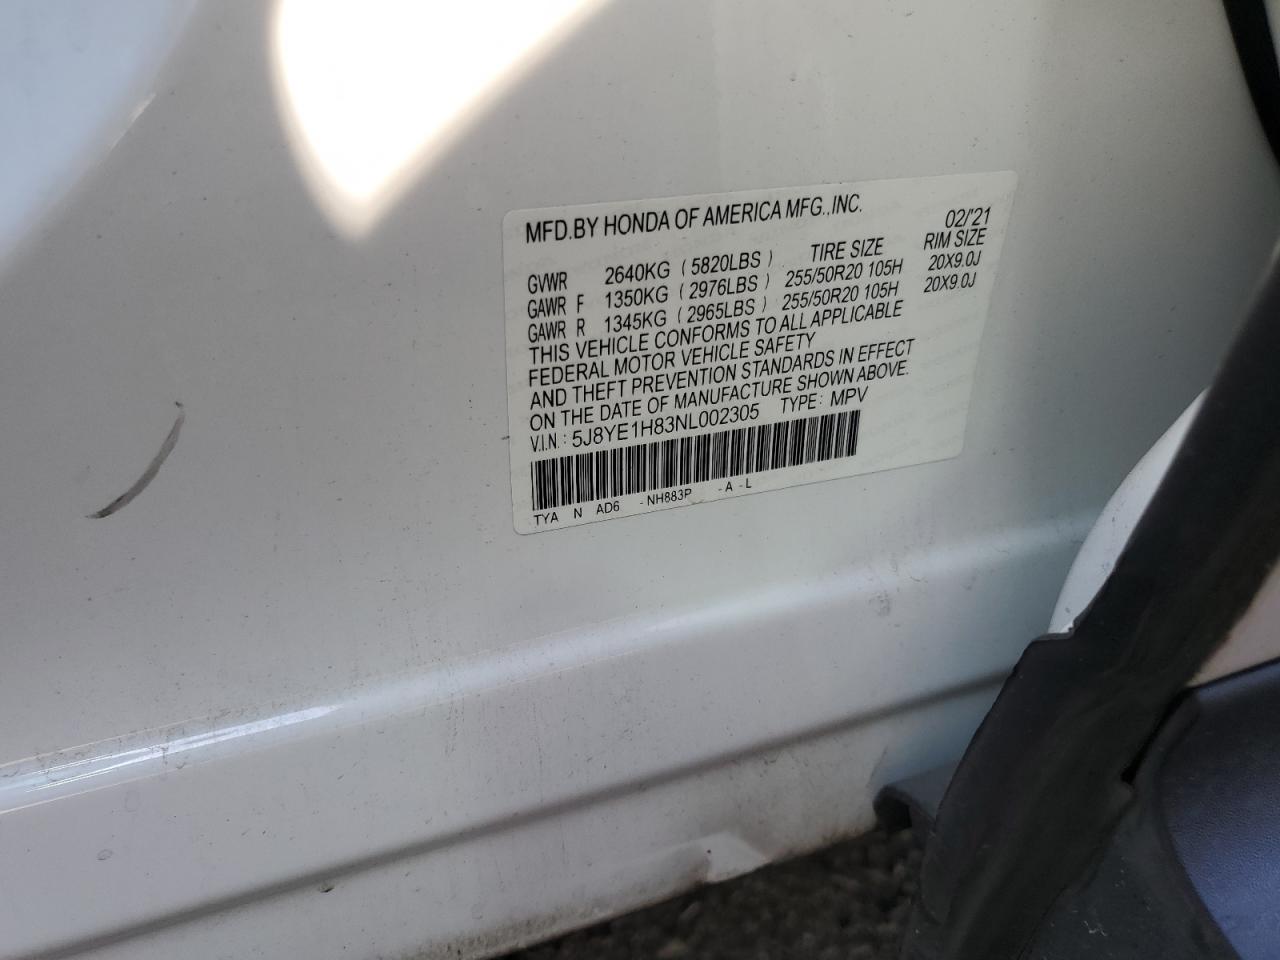 MFD.BY HONDA OF AMERICA MFG.,INC. 02/'21
GVWR 2640KG ( 5820LBS ) TIRE SIZE RIM SIZE
GAWR F 1350KG ( 2976LBS ) 255/50R20 105H 20X9.0J
GAWR R 1345KG ( 2965LBS ) 255/50R20 105H 20X9.0J
THIS VEHICLE CONFORMS TO ALL APPLICABLE
FEDERAL MOTOR VEHICLE SAFETY
AND THEFT PREVENTION STANDARDS IN EFFECT
ON THE DATE OF MANUFACTURE SHOWN ABOVE.
V.I.N.: 5J8YE1H83NL002305 TYPE: MPV
TYA N AD6 -NH883P -A -L